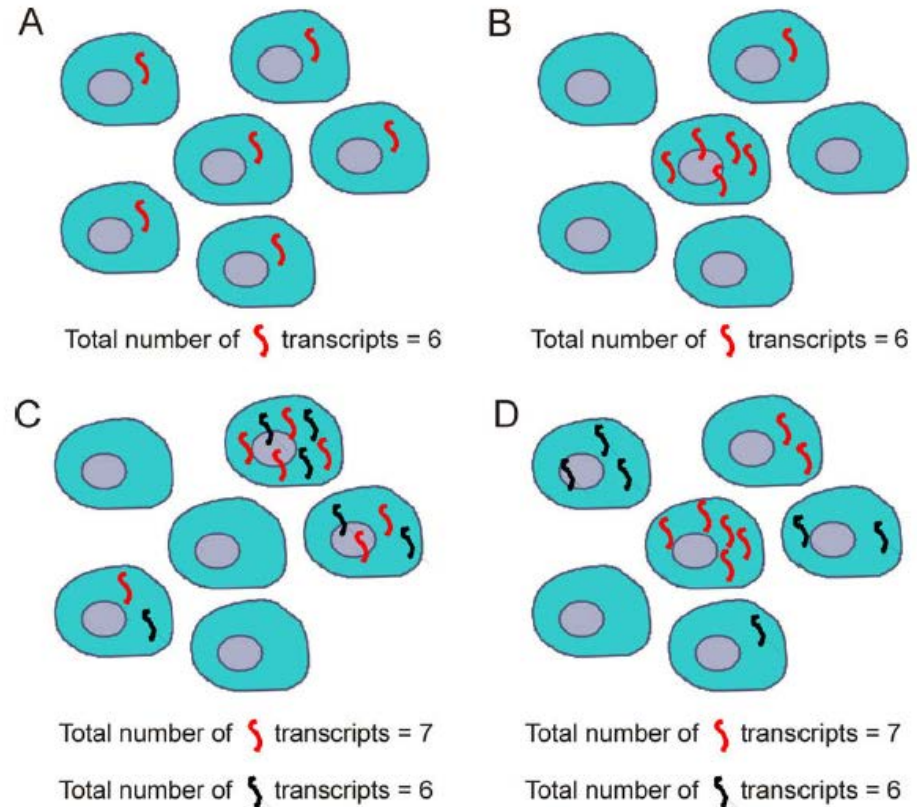 A
B
Total number of transcripts = 6
Total number of transcripts = 6
C
D
Total number of transcripts = 7
Total number of transcripts = 6
Total number of transcripts = 7
Total number of transcripts = 6